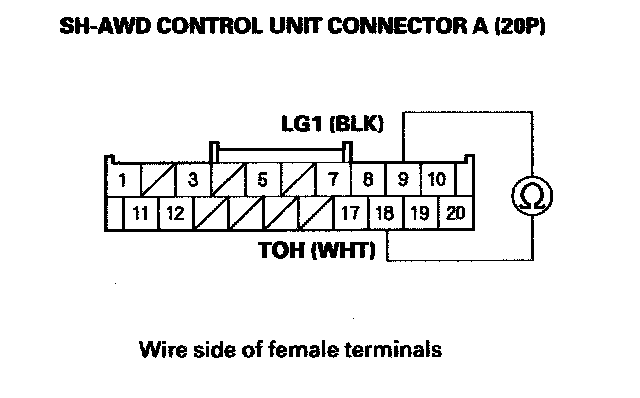 SH-AWD CONTROL UNIT CONNECTOR A (20P)
LG1 (BLK)
1 3 5 7 8 9 10
Ω
11 12 17 18 19 20
TOH (WHT)
Wire side of female terminals